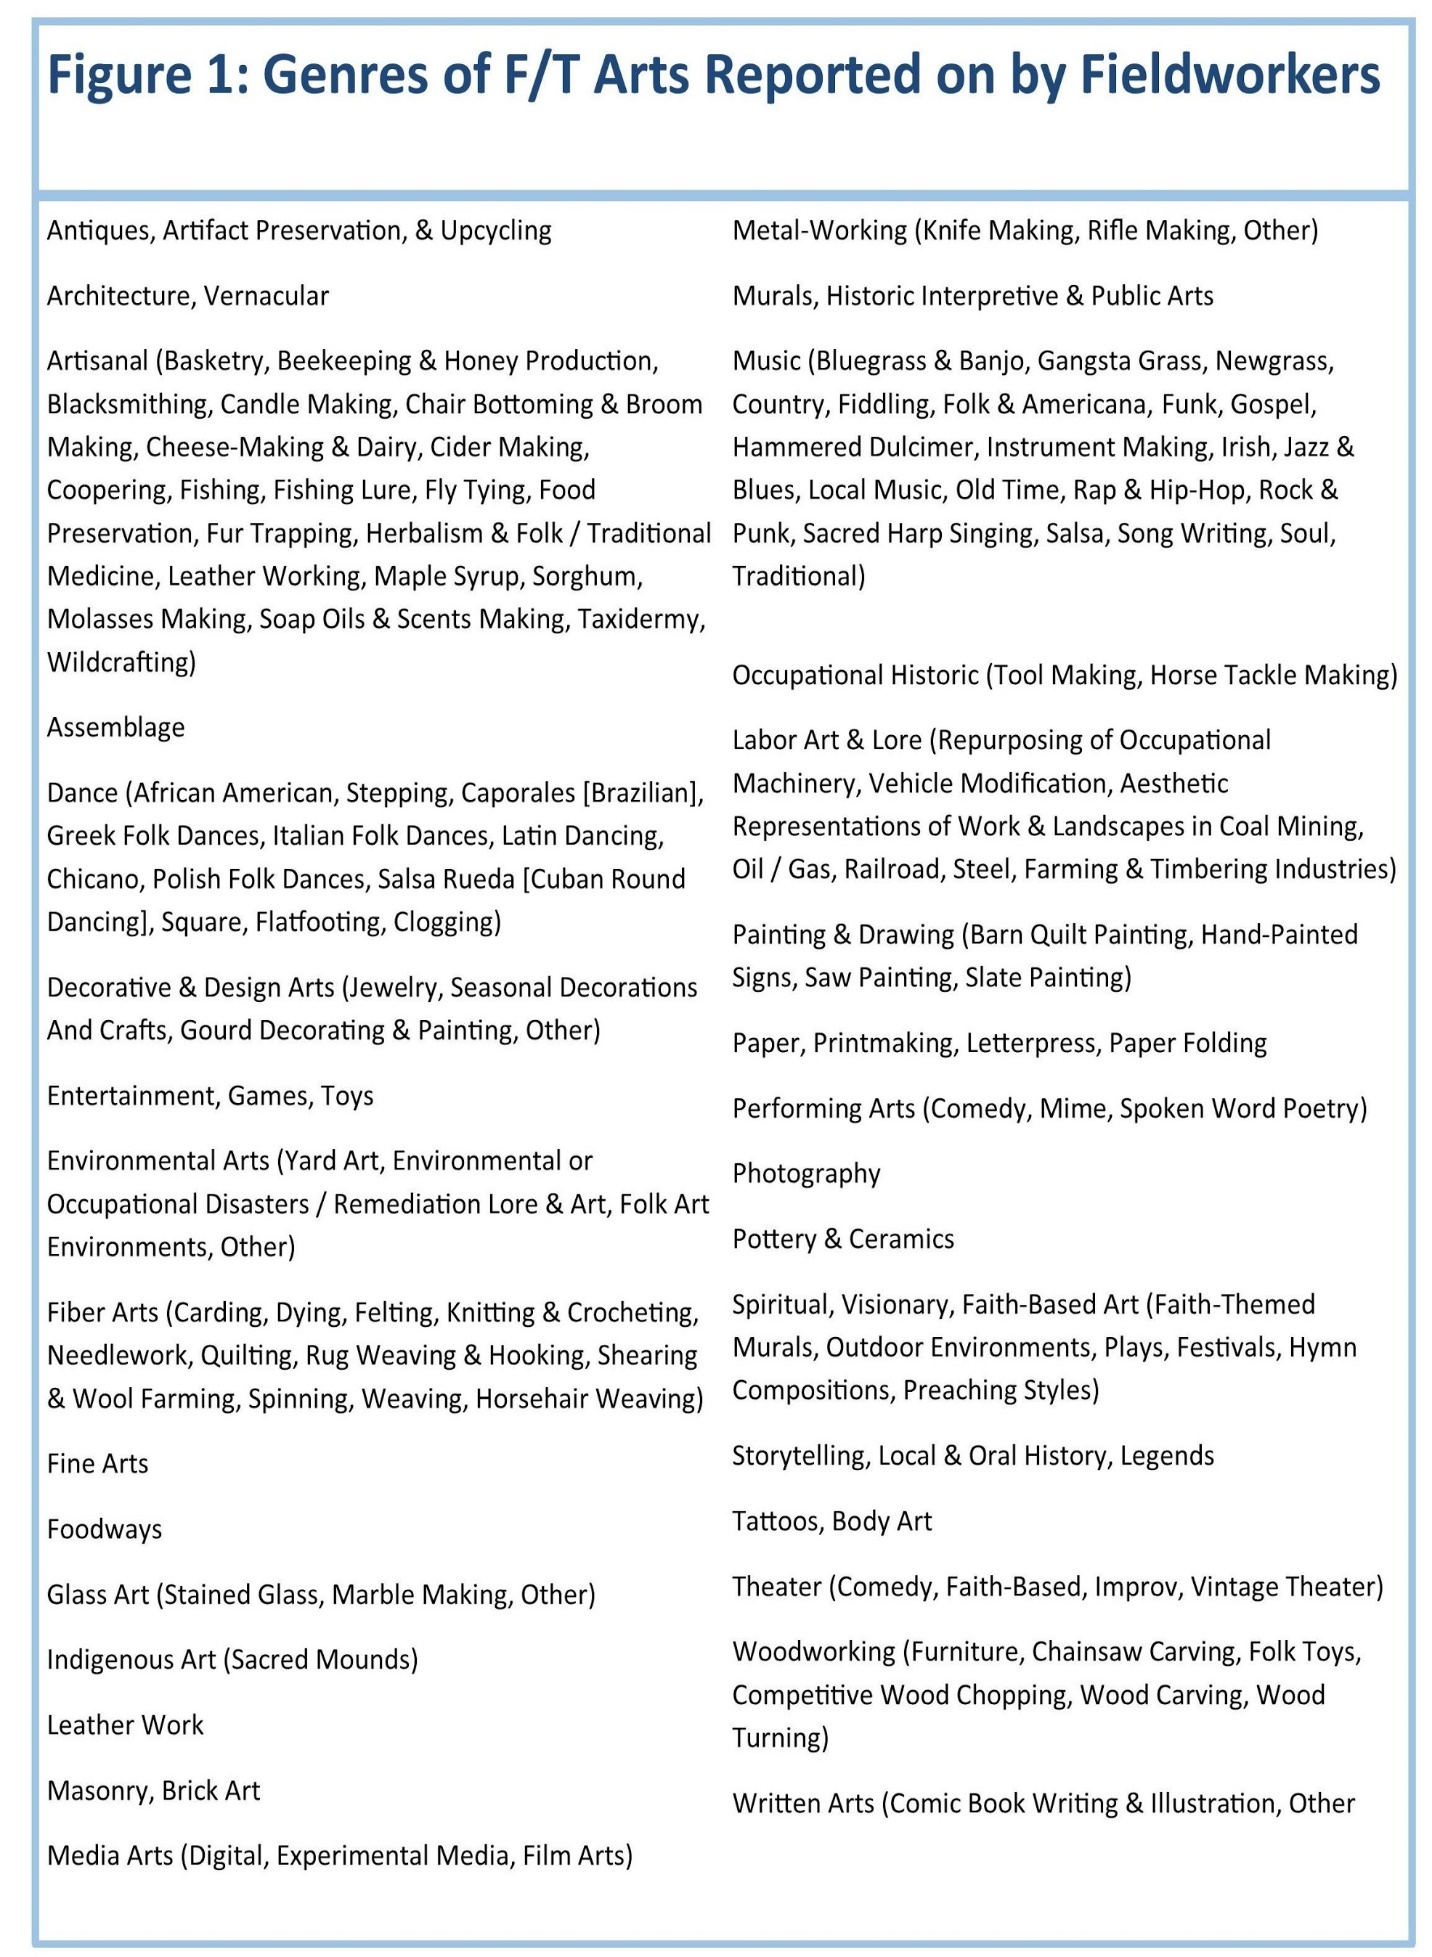 Figure 1: Genres of F/T Arts Reported on by Fieldworkers
Antiques, Artifact Preservation, & Upcycling
Architecture, Vernacular
Artisanal (Basketry, Beekeeping & Honey Production,
Blacksmithing, Candle Making, Chair Bottoming & Broom
Making, Cheese-Making & Dairy, Cider Making,
Coopering, Fishing, Fishing Lure, Fly Tying, Food
Preservation, Fur Trapping, Herbalism & Folk / Traditional
Medicine, Leather Working, Maple Syrup, Sorghum,
Molasses Making, Soap Oils & Scents Making, Taxidermy,
Wildcrafting)
Assemblage
Dance (African American, Stepping, Caporales [Brazilian],
Greek Folk Dances, Italian Folk Dances, Latin Dancing,
Chicano, Polish Folk Dances, Salsa Rueda [Cuban Round
Dancing], Square, Flatfooting, Clogging)
Decorative & Design Arts (Jewelry, Seasonal Decorations
And Crafts, Gourd Decorating & Painting, Other)
Entertainment, Games, Toys
Environmental Arts (Yard Art, Environmental or
Occupational Disasters / Remediation Lore & Art, Folk Art
Environments, Other)
Fiber Arts (Carding, Dying, Felting, Knitting & Crocheting,
Needlework, Quilting, Rug Weaving & Hooking, Shearing
& Wool Farming, Spinning, Weaving, Horsehair Weaving)
Fine Arts
Foodways
Glass Art (Stained Glass, Marble Making, Other)
Indigenous Art (Sacred Mounds)
Leather Work
Masonry, Brick Art
Media Arts (Digital, Experimental Media, Film Arts)
Metal-Working (Knife Making, Rifle Making, Other)
Murals, Historic Interpretive & Public Arts
Music (Bluegrass & Banjo, Gangsta Grass, Newgrass,
Country, Fiddling, Folk & Americana, Funk, Gospel,
Hammered Dulcimer, Instrument Making, Irish, Jazz &
Blues, Local Music, Old Time, Rap & Hip-Hop, Rock &
Punk, Sacred Harp Singing, Salsa, Song Writing, Soul,
Traditional)
Occupational Historic (Tool Making, Horse Tackle Making)
Labor Art & Lore (Repurposing of Occupational
Machinery, Vehicle Modification, Aesthetic
Representations of Work & Landscapes in Coal Mining,
Oil / Gas, Railroad, Steel, Farming & Timbering Industries)
Painting & Drawing (Barn Quilt Painting, Hand-Painted
Signs, Saw Painting, Slate Painting)
Paper, Printmaking, Letterpress, Paper Folding
Performing Arts (Comedy, Mime, Spoken Word Poetry)
Photography
Pottery & Ceramics
Spiritual, Visionary, Faith-Based Art (Faith-Themed
Murals, Outdoor Environments, Plays, Festivals, Hymn
Compositions, Preaching Styles)
Storytelling, Local & Oral History, Legends
Tattoos, Body Art
Theater (Comedy, Faith-Based, Improv, Vintage Theater)
Woodworking (Furniture, Chainsaw Carving, Folk Toys,
Competitive Wood Chopping, Wood Carving, Wood
Turning)
Written Arts (Comic Book Writing & Illustration, Other